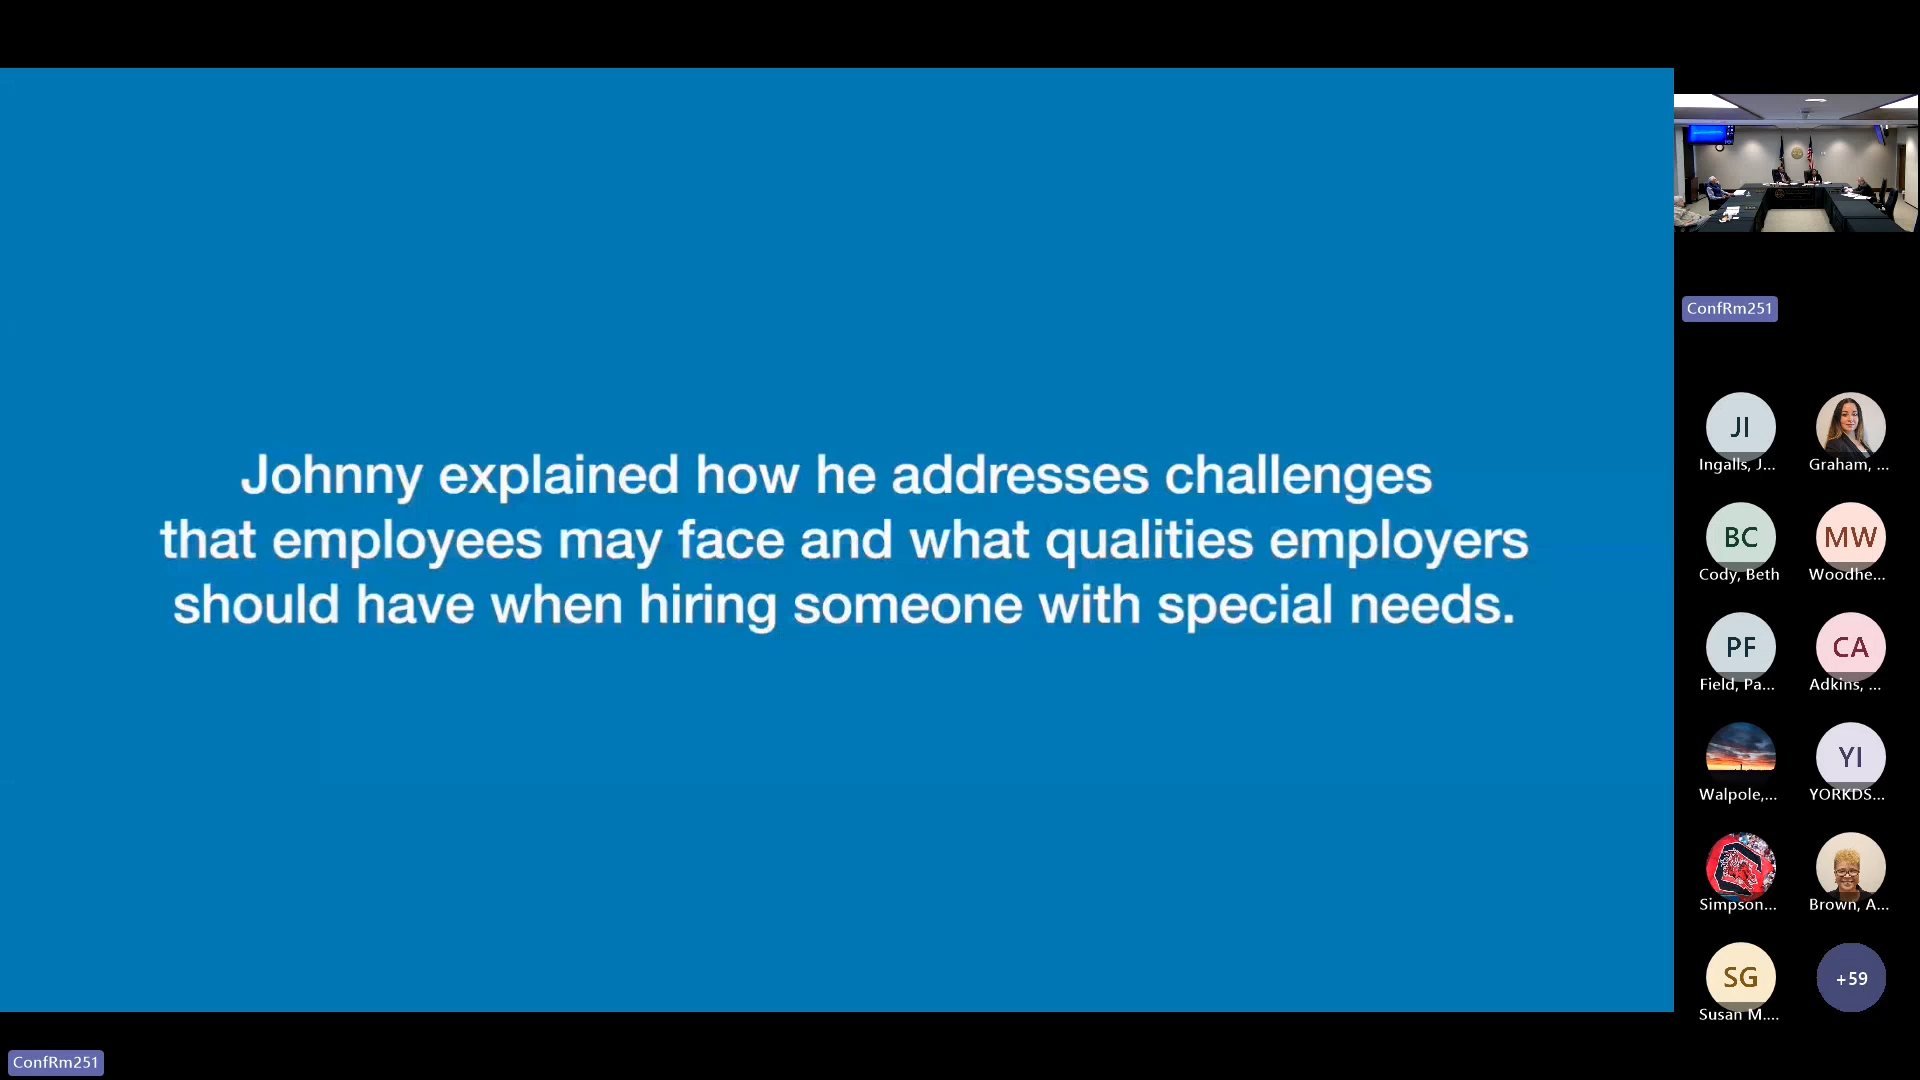 Johnny explained how he addresses challenges
that employees may face and what qualities employers
should have when hiring someone with special needs.
ConfRm251
JI
Ingalls, J...
Graham, ...
BC
Cody, Beth
MW
Woodhe...
PF
Field, Pa...
CA
Adkins, ...
Walpole,...
YI
YORKDS...
Simpson...
Brown, A...
SG
Susan M....
+59
ConfRm251